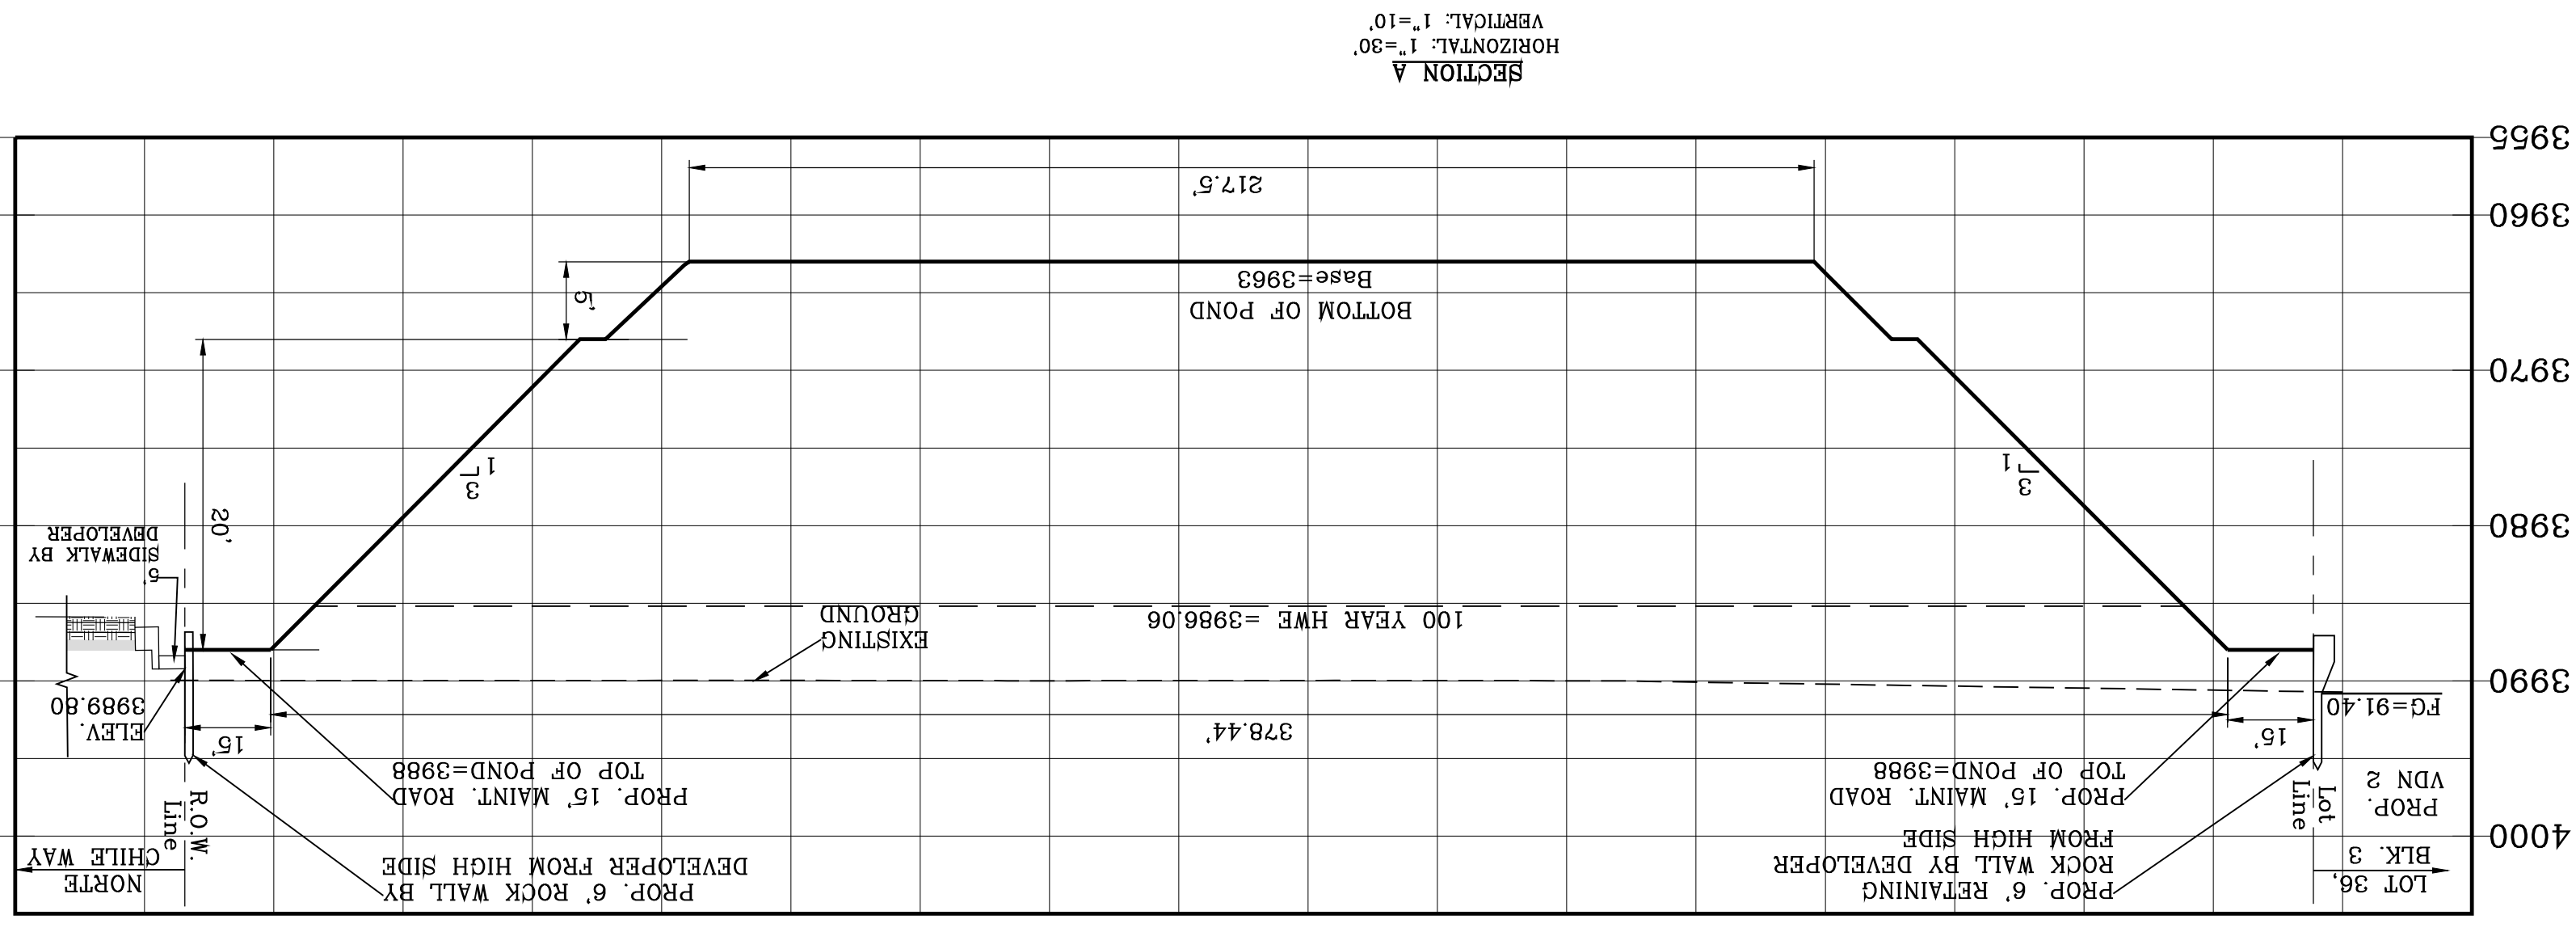 LOT 36,
BLK. 3
PROP.
VDN 2
Lot
Line
PROP. 6' RETAINING
ROCK WALL BY DEVELOPER
FROM HIGH SIDE
PROP. 15' MAINT. ROAD
TOP OF POND=3988
PROP. 6' ROCK WALL BY
DEVELOPER FROM HIGH SIDE
PROP. 15' MAINT. ROAD
TOP OF POND=3988
NORTE
CHILE WAY
R.O.W.
Line
4000
15'
378.44'
15'
ELEV.
3989.80
FG=91.40
3990
EXISTING
GROUND
100 YEAR HWE =3986.06
5'
SIDEWALK BY
DEVELOPER
20'
3980
3
1
3
1
3970
BOTTOM OF POND
Base=3963
5'
3960
217.5'
3955
SECTION A
HORIZONTAL: 1"=30'
VERTICAL: 1"=10'